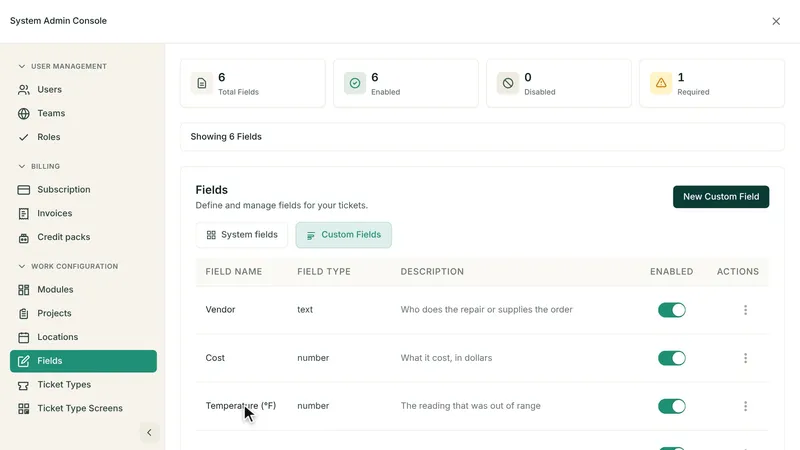 System Admin Console
USER MANAGEMENT
Users
Teams
Roles
BILLING
Subscription
Invoices
Credit packs
WORK CONFIGURATION
Modules
Projects
Locations
Fields
Ticket Types
Ticket Type Screens
6
Total Fields
6
Enabled
0
Disabled
1
Required
Showing 6 Fields
Fields
Define and manage fields for your tickets.
New Custom Field
System fields
Custom Fields
FIELD NAME FIELD TYPE DESCRIPTION ENABLED ACTIONS
Vendor text Who does the repair or supplies the order
Cost number What it cost, in dollars
Temperature (°F) number The reading that was out of range